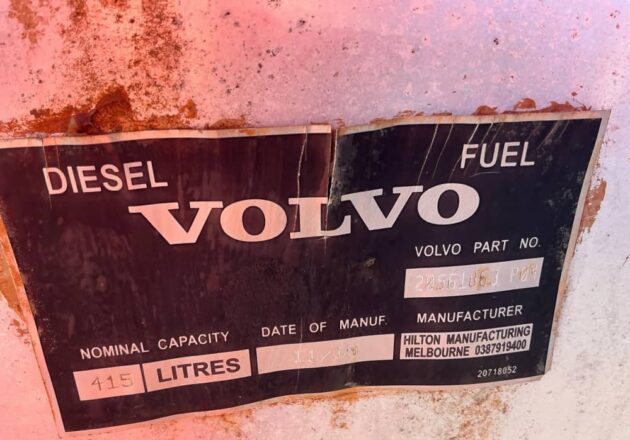 DIESEL FUEL
VOLVO
VOLVO PART NO.
NOMINAL CAPACITY
DATE OF MANUF.
MANUFACTURER
415 LITRES
HILTON MANUFACTURING
MELBOURNE 0387919400
20718052